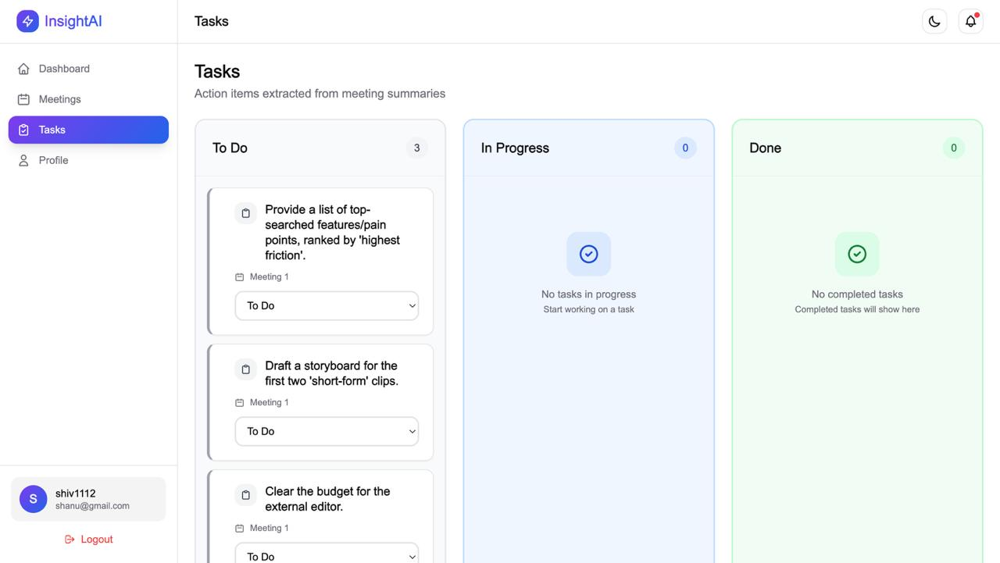 InsightAI
Tasks
Dashboard
Meetings
Tasks
Profile
S
shiv1112
shanu@gmail.com
Logout
Tasks
Action items extracted from meeting summaries
To Do
3
Provide a list of top-
searched features/pain
points, ranked by 'highest
friction'.
Meeting 1
To Do
Draft a storyboard for the
first two 'short-form' clips.
Meeting 1
To Do
Clear the budget for the
external editor.
Meeting 1
To Do
In Progress
0
No tasks in progress
Start working on a task
Done
0
No completed tasks
Completed tasks will show here